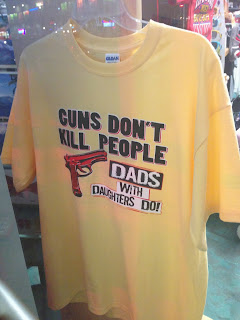 GUNS DON'T
KILL PEOPLE
DADS
WITH
DAUGHTERS DO!